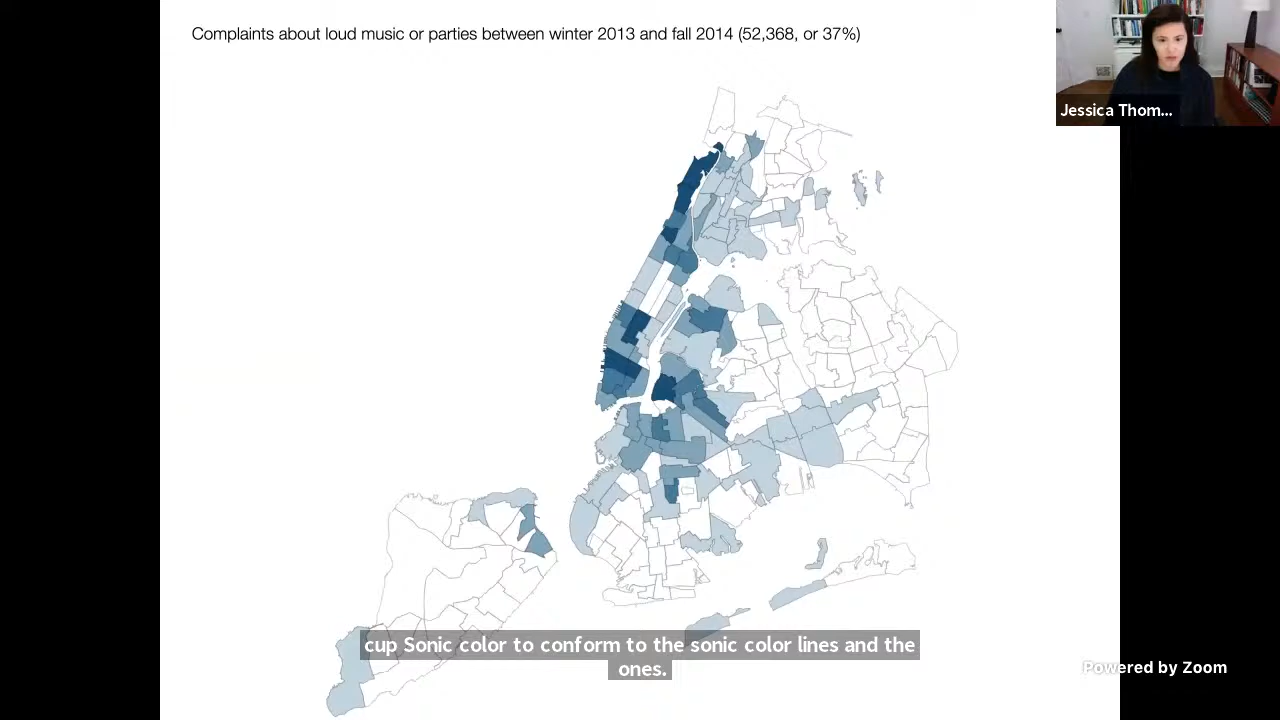 Complaints about loud music or parties between winter 2013 and fall 2014 (52,368, or 37%)
Jessica Thom...
cup Sonic color to conform to the sonic color lines and the
ones.
Powered by Zoom